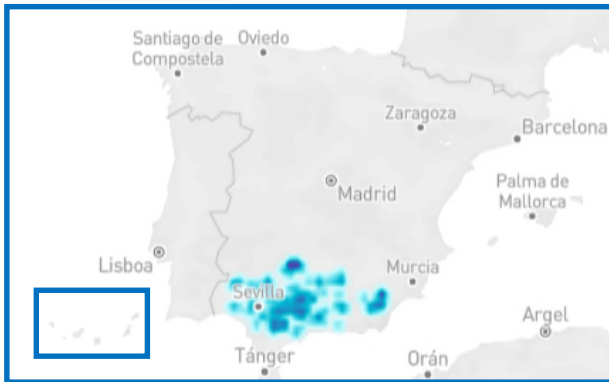 Santiago de
Compostela
Oviedo
Zaragoza
Barcelona
Madrid
Palma de
Mallorca
Lisboa
Murcia
Sevilla
Argel
Tánger
Orán